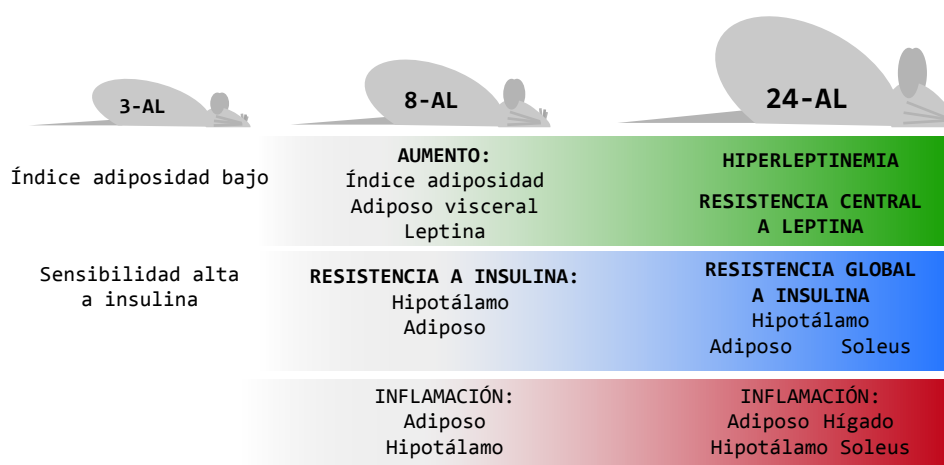 3-AL
8-AL
24-AL
Índice adiposidad bajo
AUMENTO:
Índice adiposidad
Adiposo visceral
Leptina
HIPERLEPTINEMIA
RESISTENCIA CENTRAL
A LEPTINA
Sensibilidad alta
a insulina
RESISTENCIA A INSULINA:
Hipotálamo
Adiposo
RESISTENCIA GLOBAL
A INSULINA
Hipotálamo
Adiposo Soleus
INFLAMACIÓN:
Adiposo
Hipotálamo
INFLAMACIÓN:
Adiposo Hígado
Hipotálamo Soleus